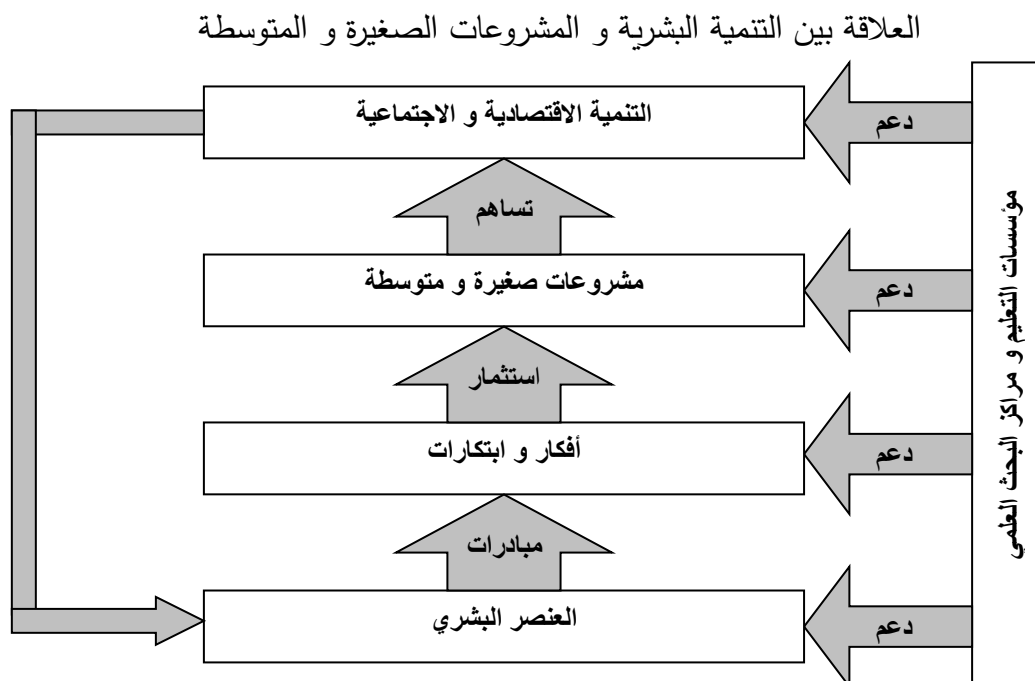 العلاقة بين التنمية البشرية و المشروعات الصغيرة و المتوسطة
التنمية الاقتصادية و الاجتماعية
دعم
تساهم
مشروعات صغيرة و متوسطة
دعم
استثمار
أفكار و ابتكارات
دعم
مبادرات
العنصر البشري
دعم
مؤسسات التعليم و مراكز البحث العلمي